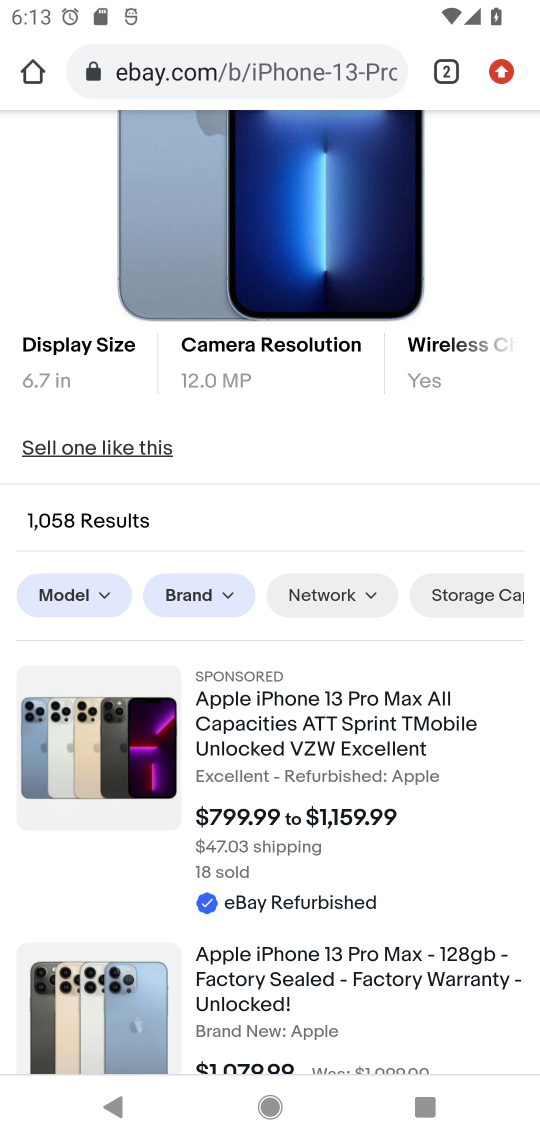 6:13
2
ebay.com/b/iPhone-13-Pro
Display Size
Camera Resolution
Wireless Ch
6.7 in
12.0 MP
Yes
Sell one like this
1,058 Results
Model
Brand
Network
Storage Cap
SPONSORED
Apple iPhone 13 Pro Max All
Capacities ATT Sprint TMobile
Unlocked VZW Excellent
Excellent - Refurbished: Apple
$799.99 to $1,159.99
$47.03 shipping
18 sold
eBay Refurbished
Apple iPhone 13 Pro Max - 128gb -
Factory Sealed - Factory Warranty -
Unlocked!
Brand New: Apple
$1,079.99 Was: $1,099.00